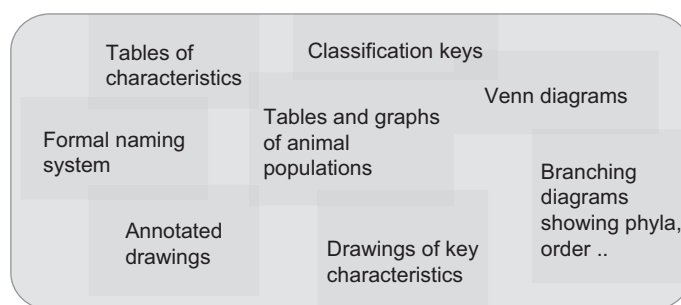 Tables of
characteristics
Classification keys
Venn diagrams
Formal naming
system
Tables and graphs
of animal
populations
Branching
diagrams
showing phyla,
order ..
Annotated
drawings
Drawings of key
characteristics